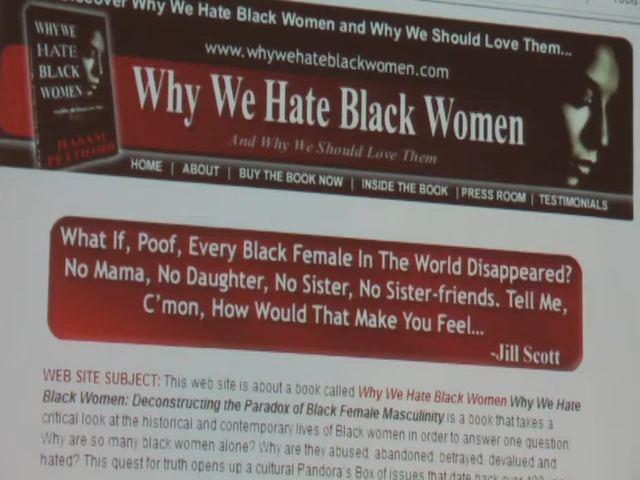 Why We Hate Black Women and Why We Should Love Them...
www.whywehateblackwomen.com
WHY WE
HATE
BLACK
WOMEN
HASANI
PETTIFORD
Why We Hate Black Women
And Why We Should Love Them
HOME | ABOUT | BUY THE BOOK NOW | INSIDE THE BOOK | PRESS ROOM | TESTIMONIALS
What If, Poof, Every Black Female In The World Disappeared?
No Mama, No Daughter, No Sister, No Sister-friends. Tell Me,
C'mon, How Would That Make You Feel...
-Jill Scott
WEB SITE SUBJECT: This web site is about a book called Why We Hate Black Women Why We Hate
Black Women: Deconstructing the Paradox of Black Female Masculinity is a book that takes a
critical look at the historical and contemporary lives of Black women in order to answer one question:
Why are so many black women alone? Why are they abused, abandoned, betrayed, devalued and
hated? This quest for truth opens up a cultural Pandora's Box of issues that date back over